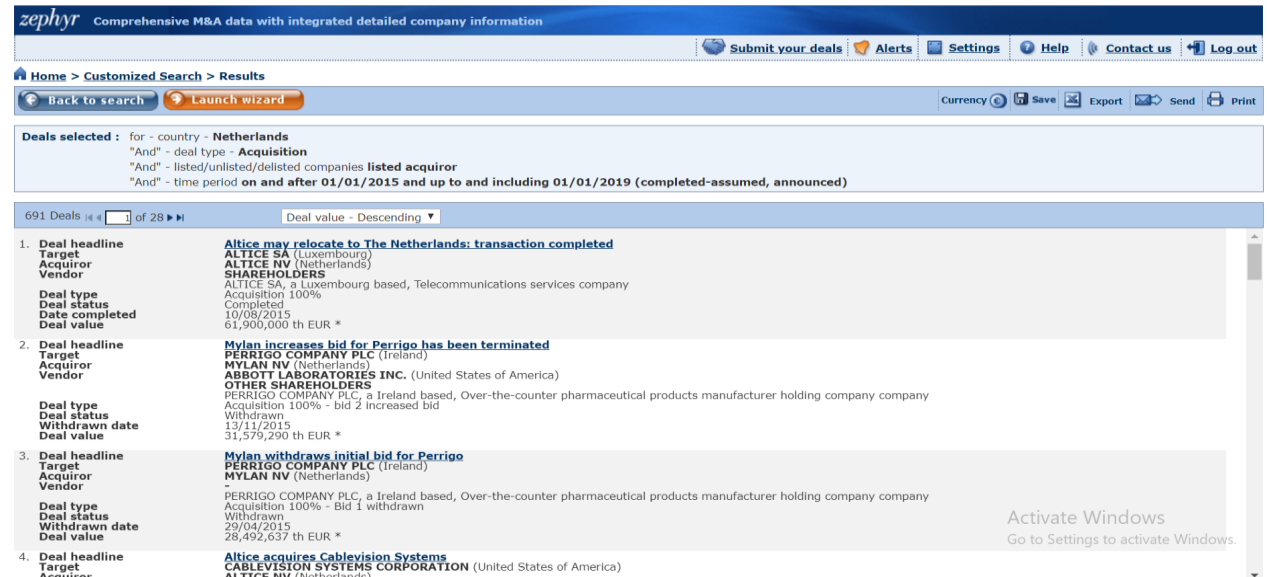 zephyr Comprehensive M&A data with integrated detailed company information
Submit your deals Alerts Settings Help Contact us Log out
Home > Customized Search > Results
Back to search Launch wizard Currency Save Export Send Print
Deals selected : for - country - Netherlands
"And" - deal type - Acquisition
"And" - listed/unlisted/delisted companies listed acquiror
"And" - time period on and after 01/01/2015 and up to and including 01/01/2019 (completed-assumed, announced)
691 Deals 1 of 28 Deal value - Descending
1. Deal headline Altice may relocate to The Netherlands: transaction completed
Target ALTICE SA (Luxembourg)
Acquiror ALTICE NV (Netherlands)
Vendor SHAREHOLDERS
ALTICE SA, a Luxembourg based, Telecommunications services company
Deal type Acquisition 100%
Deal status Completed
Date completed 10/08/2015
Deal value 61,900,000 th EUR *
2. Deal headline Mylan increases bid for Perrigo has been terminated
Target PERRIGO COMPANY PLC (Ireland)
Acquiror MYLAN NV (Netherlands)
Vendor ABBOTT LABORATORIES INC. (United States of America)
OTHER SHAREHOLDERS
PERRIGO COMPANY PLC, a Ireland based, Over-the-counter pharmaceutical products manufacturer holding company company
Deal type Acquisition 100% - bid 2 increased bid
Deal status Withdrawn
Withdrawn date 13/11/2015
Deal value 31,579,290 th EUR *
3. Deal headline Mylan withdraws initial bid for Perrigo
Target PERRIGO COMPANY PLC (Ireland)
Acquiror MYLAN NV (Netherlands)
Vendor -
PERRIGO COMPANY PLC, a Ireland based, Over-the-counter pharmaceutical products manufacturer holding company company
Deal type Acquisition 100% - Bid 1 withdrawn
Deal status Withdrawn
Withdrawn date 29/04/2015
Deal value 28,492,637 th EUR *
Activate Windows
Go to Settings to activate Windows.
4. Deal headline Altice acquires Cablevision Systems
Target CABLEVISION SYSTEMS CORPORATION (United States of America)
Acquiror ALTICE NV (Netherlands)